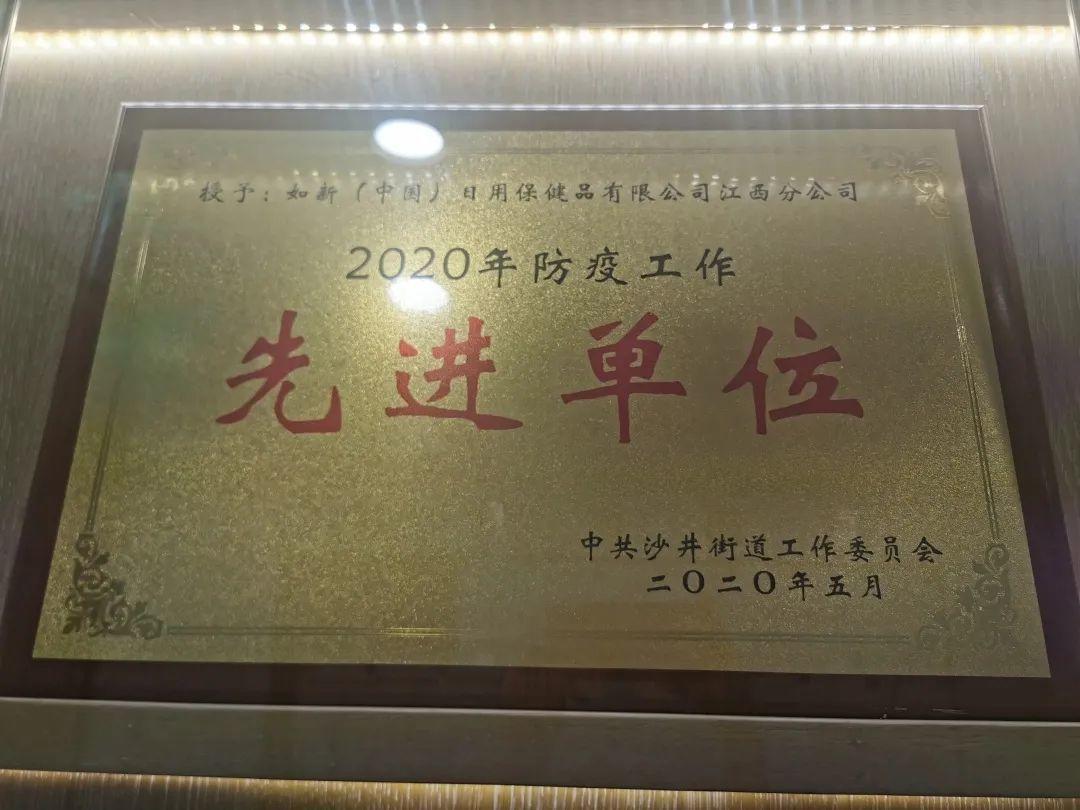 授予：如新（中国）日用保健品有限公司江西分公司
2020年防疫工作
先进单位
中共沙井街道工作委员会
二〇二〇年五月